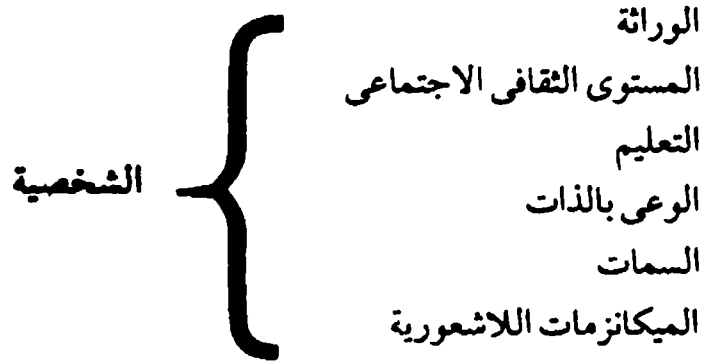 الوراثة
المستوى الثقافى الاجتماعى
التعليم
الوعى بالذات
السمات
الميكانزمات اللاشعورية
الشخصية